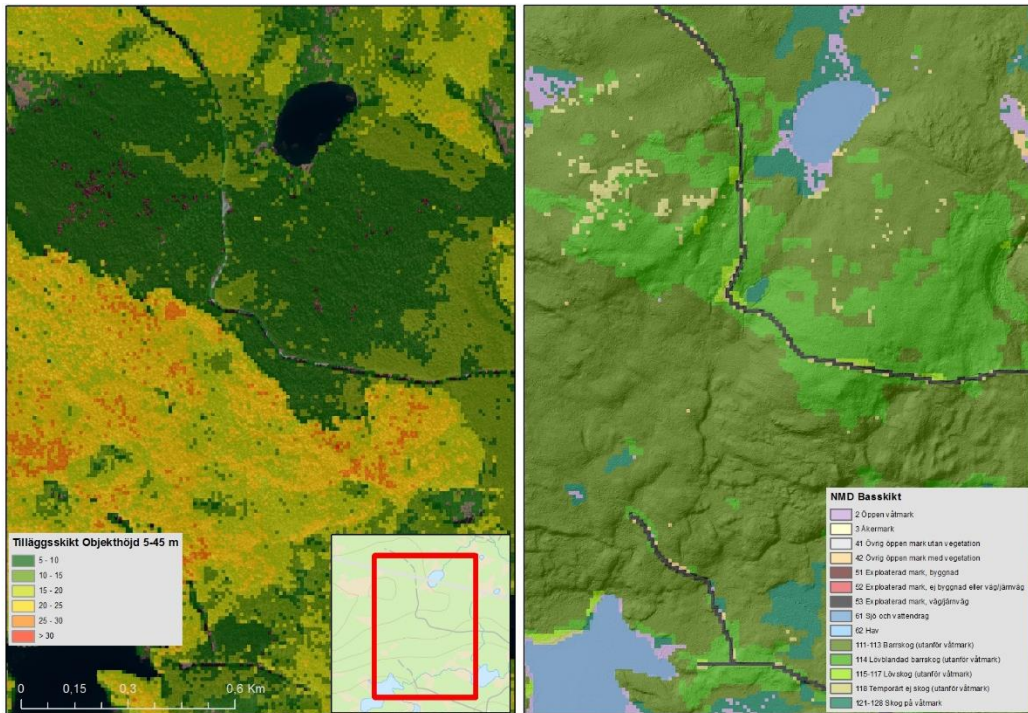 Tilläggsskikt Objekthöjd 5-45 m
5 - 10
10 - 15
15 - 20
20 - 25
25 - 30
> 30
0 0,15 0,3 0,6 Km
NMD Basskikt
2 Öppen våtmark
3 Åkermark
41 Övrig öppen mark utan vegetation
42 Övrig öppen mark med vegetation
51 Exploaterad mark, byggnad
52 Exploaterad mark, ej byggnad eller väg/järnväg
53 Exploaterad mark, väg/järnväg
61 Sjö och vattendrag
62 Hav
111-113 Barrskog (utanför våtmark)
114 Lövblandad barrskog (utanför våtmark)
115-117 Lövskog (utanför våtmark)
118 Temporärt ej skog (utanför våtmark)
121-128 Skog på våtmark